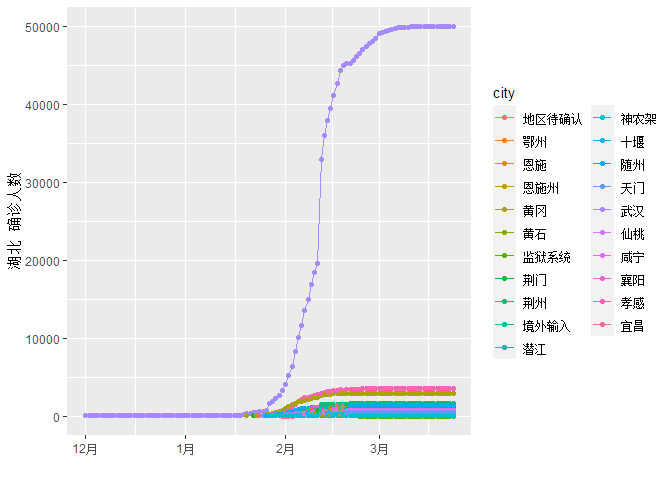 湖北 确诊人数
50000
40000
30000
20000
10000
0
12月
1月
2月
3月
city
地区待确认
鄂州
恩施
恩施州
黄冈
黄石
监狱系统
荆门
荆州
境外输入
潜江
神农架
十堰
随州
天门
武汉
仙桃
咸宁
襄阳
孝感
宜昌